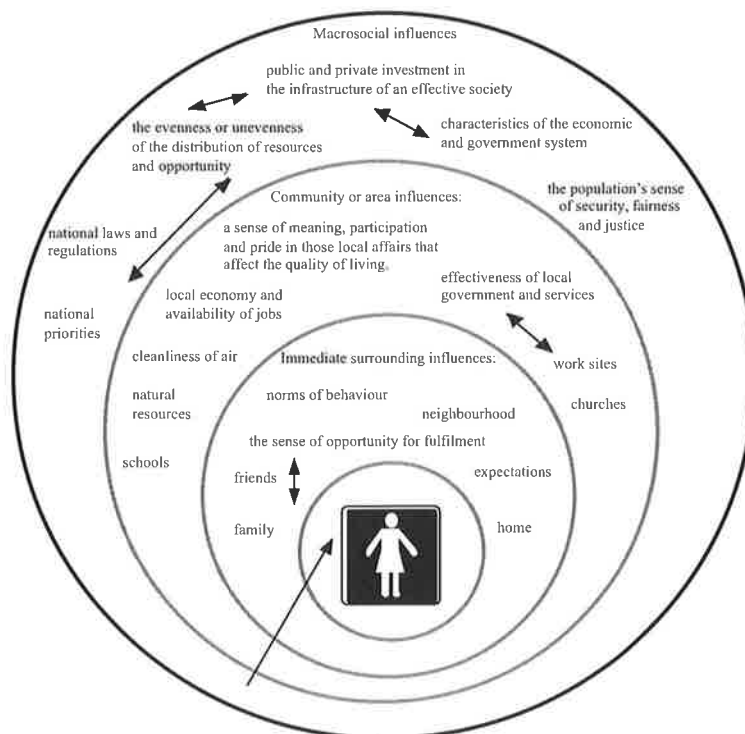 Macrosocial influences
public and private investment in
the infrastructure of an effective society
the evenness or unevenness
of the distribution of resources
and opportunity
characteristics of the economic
and government system
the population's sense
of security, fairness
and justice
national laws and
regulations
national
priorities
Community or area influences:
a sense of meaning, participation
and pride in those local affairs that
affect the quality of living.
effectiveness of local
government and services
local economy and
availability of jobs
work sites
churches
cleanliness of air
natural
resources
schools
Immediate surrounding influences:
norms of behaviour
neighbourhood
the sense of opportunity for fulfilment
friends
expectations
family
home